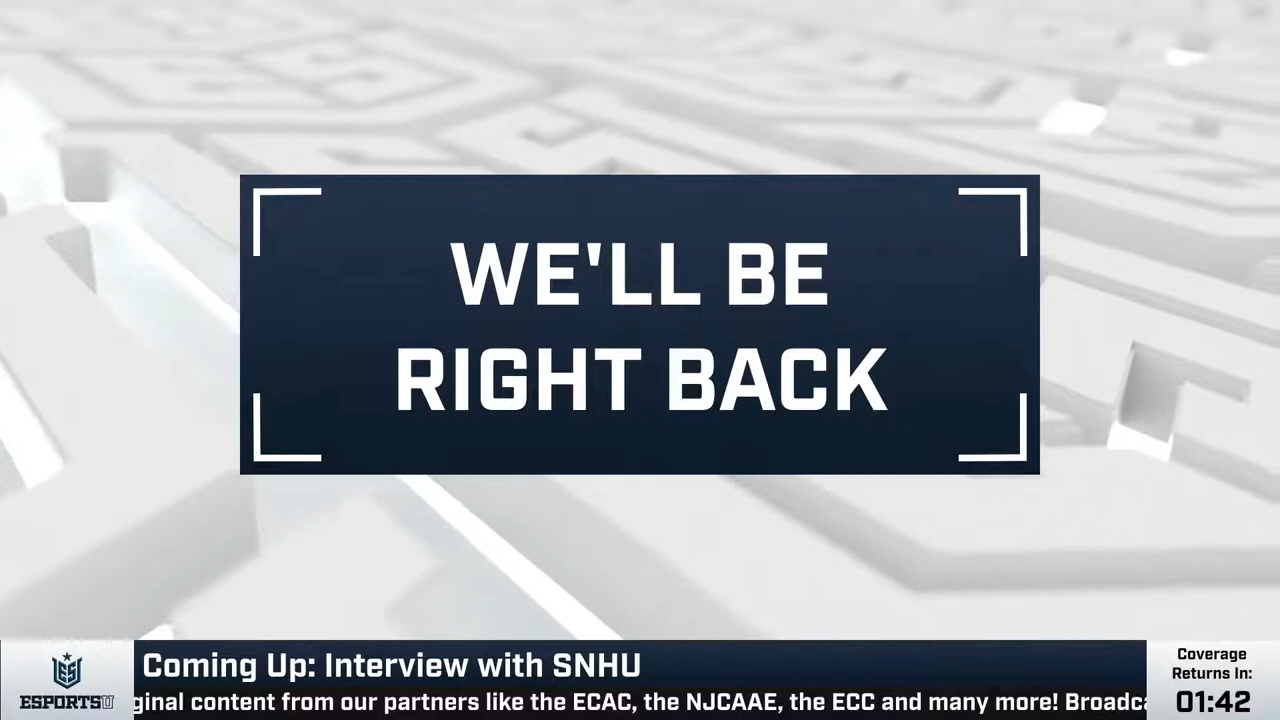 WE'LL BE
RIGHT BACK
Coming Up: Interview with SNHU
ginal content from our partners like the ECAC, the NJCAAE, the ECC and many more! Broadc
ESPORTSU
Coverage
Returns In:
01:42